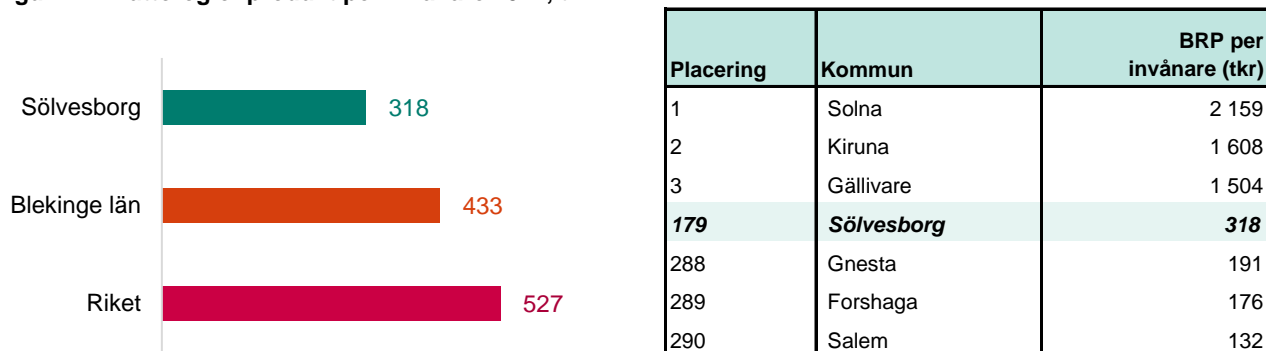 Sölvesborg 318
Blekinge län 433
Riket 527
Placering Kommun BRP per invånare (tkr)
1 Solna 2 159
2 Kiruna 1 608
3 Gällivare 1 504
179 Sölvesborg 318
288 Gnesta 191
289 Forshaga 176
290 Salem 132